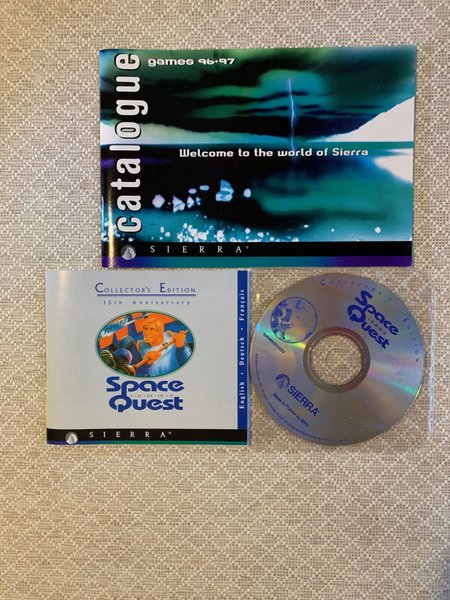 catalogue
games 96-97
Welcome to the world of Sierra
SIERRA®
COLLECTOR'S EDITION
15th Anniversary
Space
Quest
SIERRA®
English • Deutsch • Français
Collector's Edition
Space
Quest
SIERRA